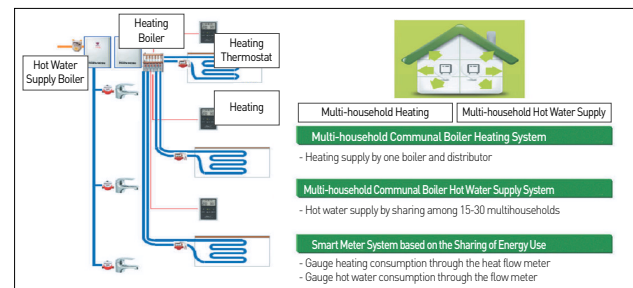 Heating
Boiler
Hot Water
Supply Boiler
Heating
Thermostat
Heating
Multi-household Heating
Multi-household Hot Water Supply
Multi-household Communal Boiler Heating System
- Heating supply by one boiler and distributor
Multi-household Communal Boiler Hot Water Supply System
- Hot water supply by sharing among 15-30 multihouseholds
Smart Meter System based on the Sharing of Energy Use
- Gauge heating consumption through the heat flow meter
- Gauge hot water consumption through the flow meter